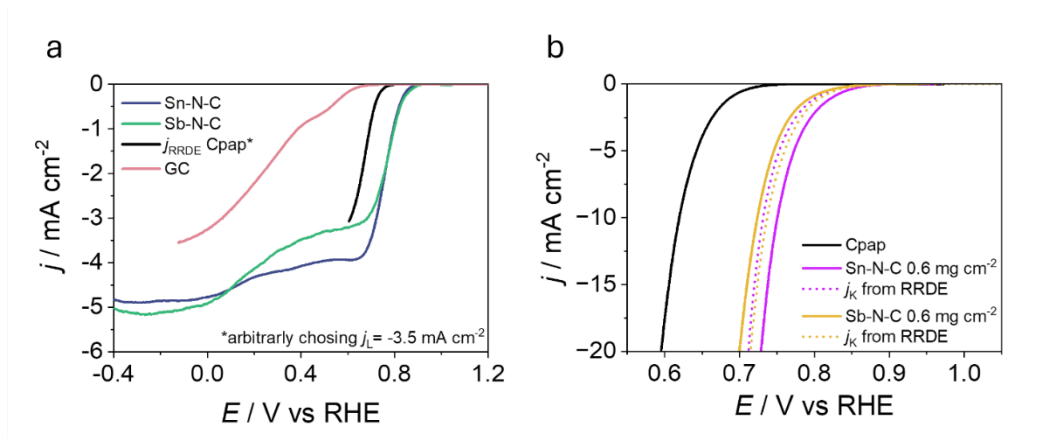 a
0
-1
-2
-3
-4
-5
-6
j / mA cm-2
Sn-N-C
Sb-N-C
jRRDE Cpap*
GC
*arbitrarly chosing jL= -3.5 mA cm-2
-0.4
0.0
0.4
0.8
1.2
E / V vs RHE
b
0
-5
-10
-15
-20
j / mA cm-2
Cpap
Sn-N-C 0.6 mg cm-2
jK from RRDE
Sb-N-C 0.6 mg cm-2
jK from RRDE
0.6
0.7
0.8
0.9
1.0
E / V vs RHE